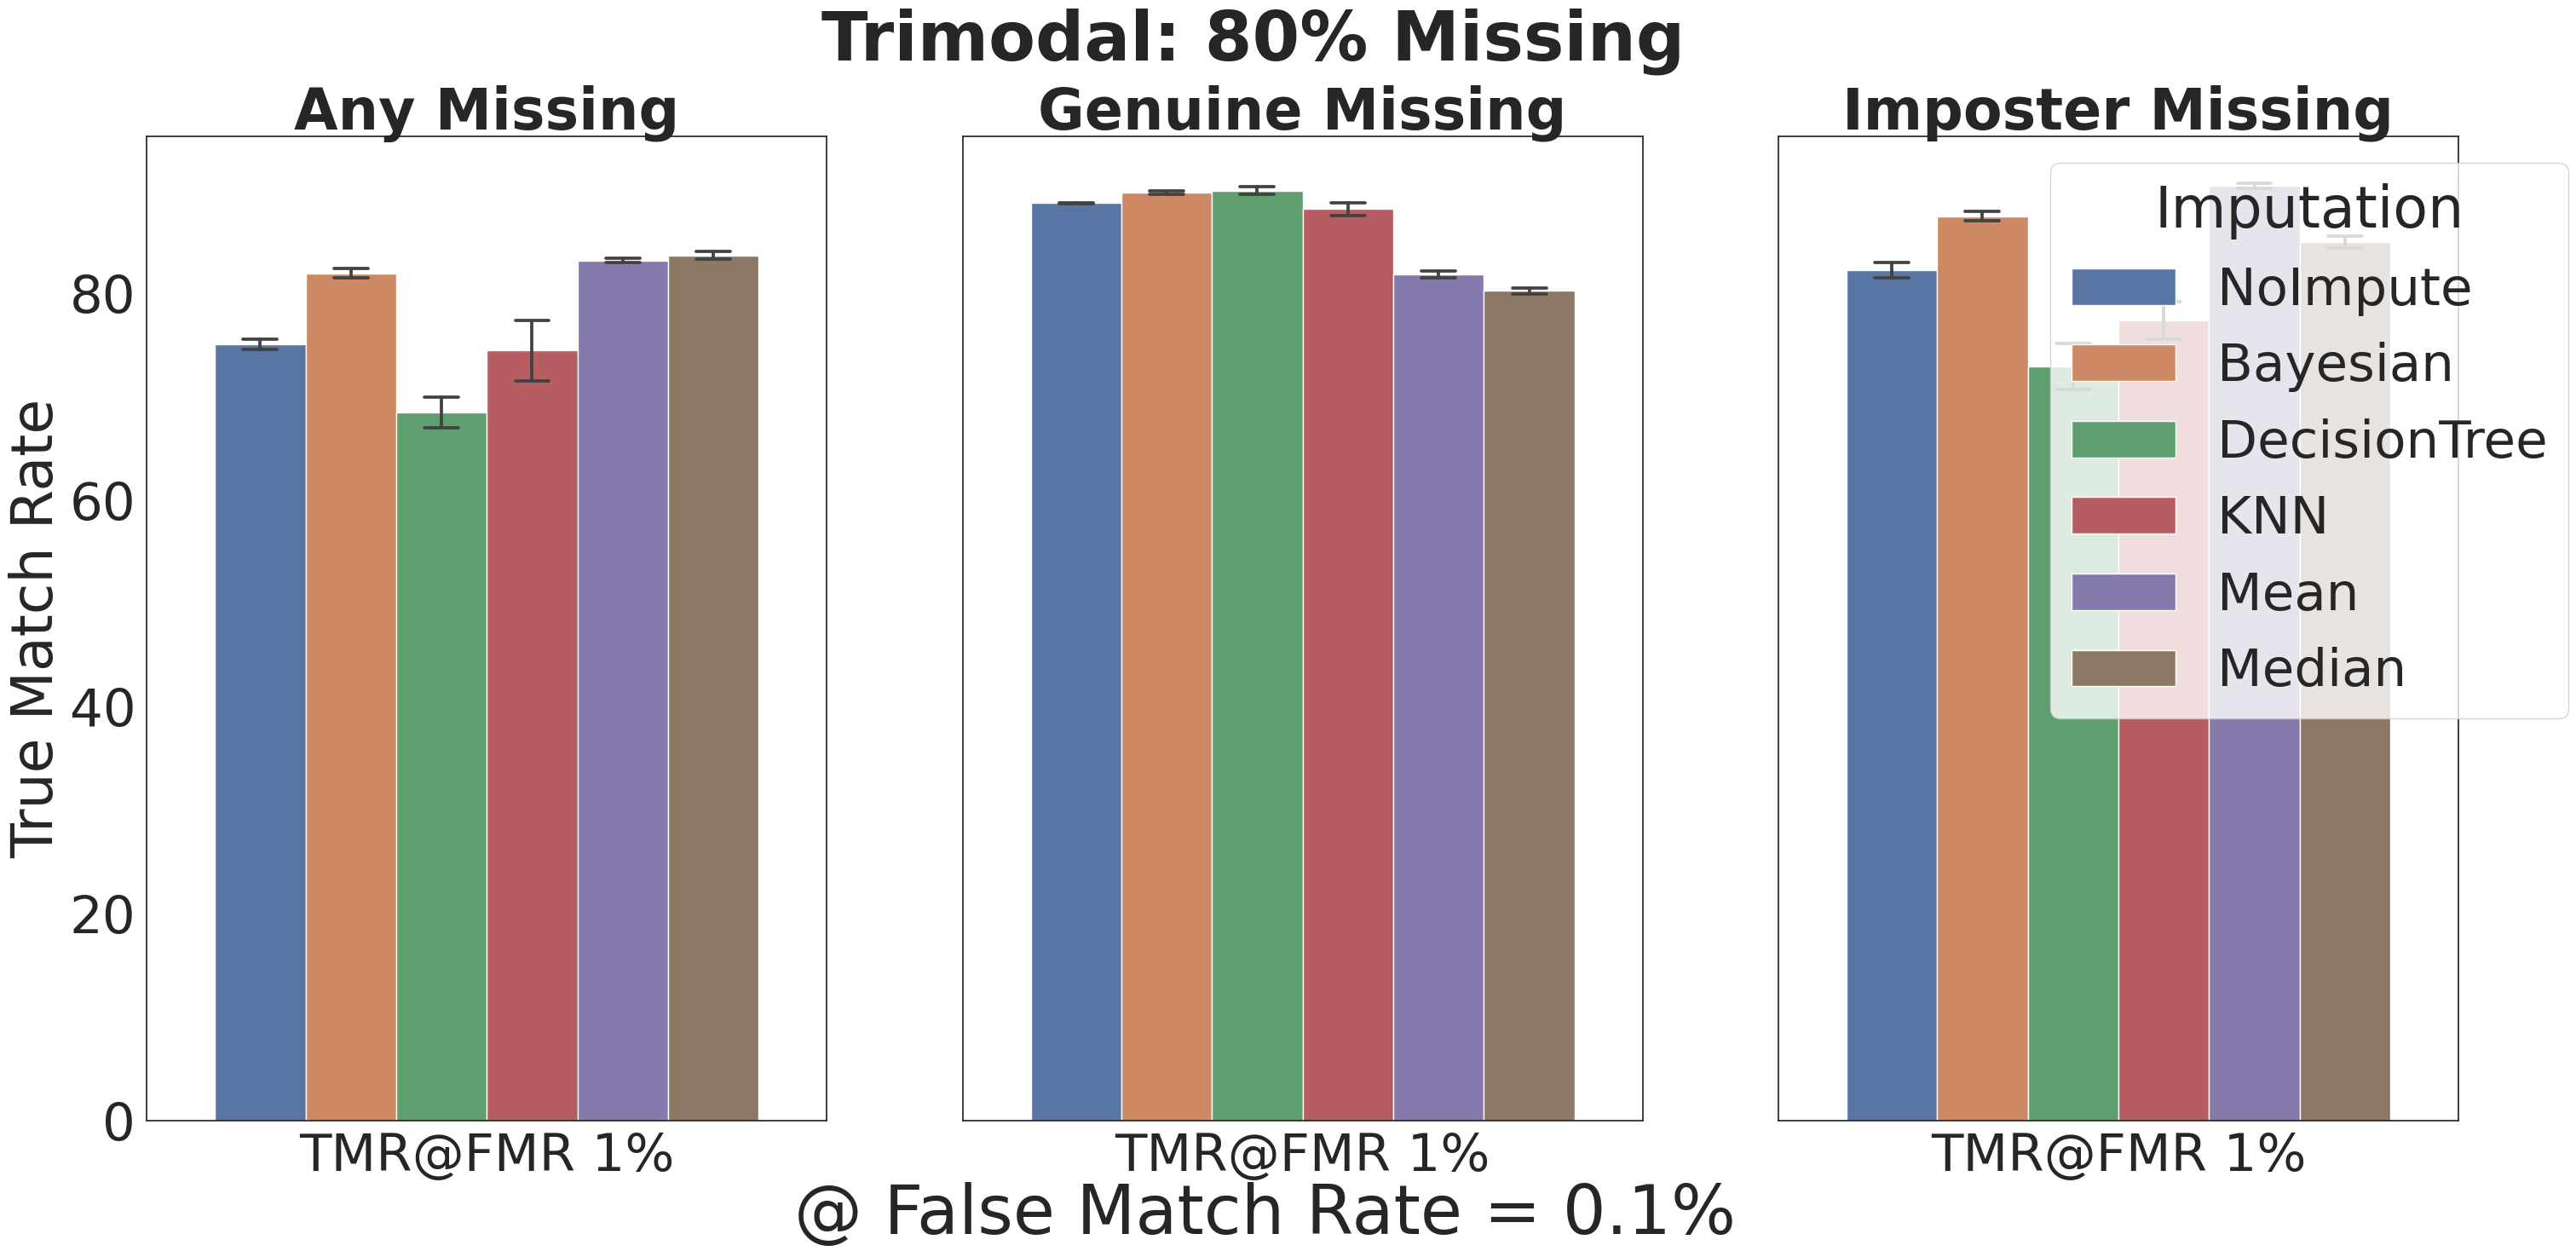 Trimodal: 80% Missing
Any Missing
Genuine Missing
Imposter Missing
True Match Rate
80
60
40
20
0
Imputation
NoImpute
Bayesian
DecisionTree
KNN
Mean
Median
TMR@FMR 1%
TMR@FMR 1%
TMR@FMR 1%
@ False Match Rate = 0.1%